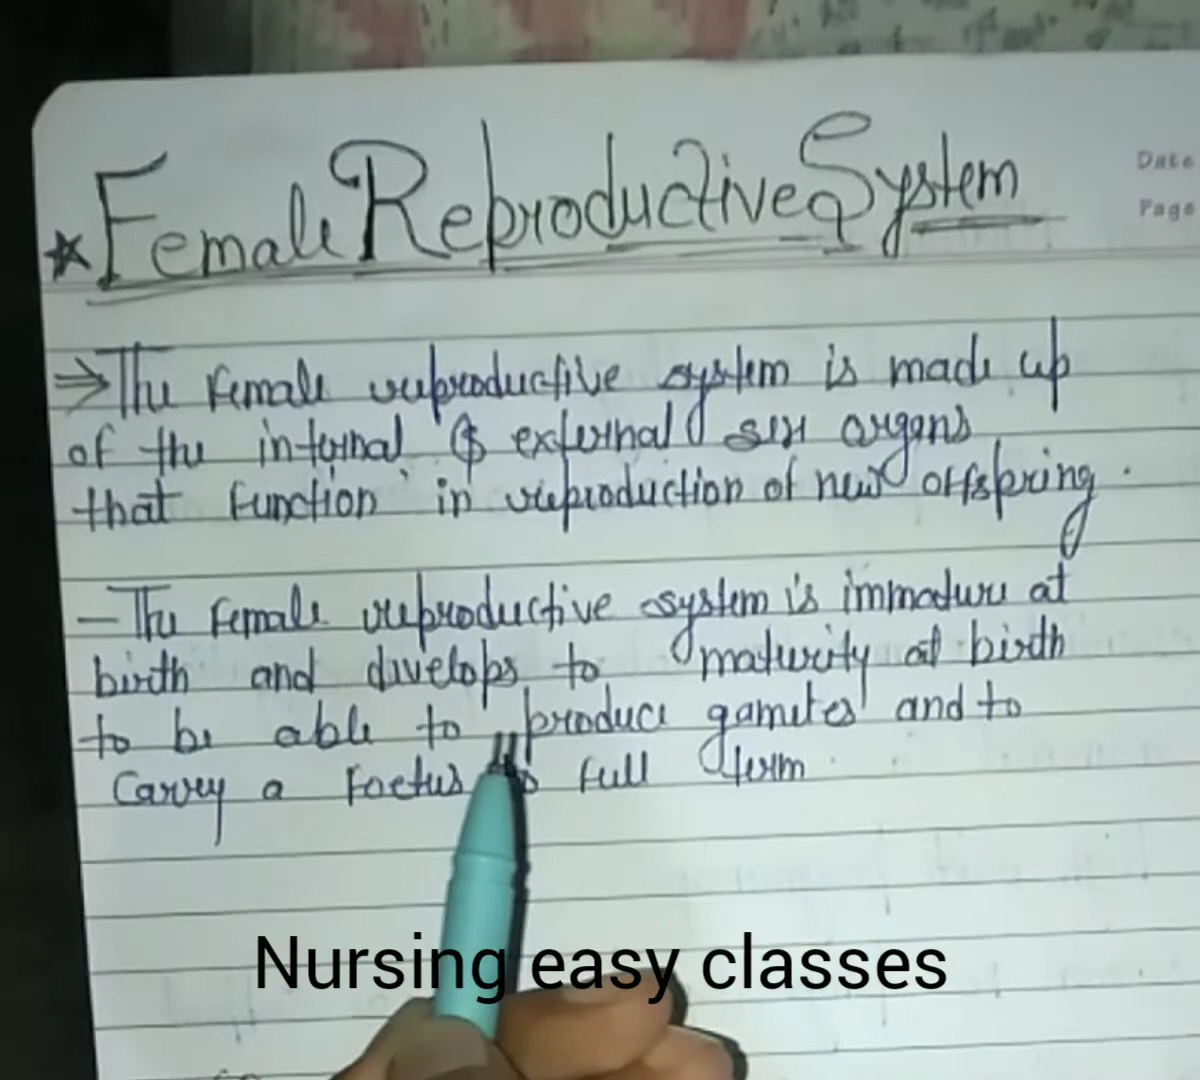 * Female Reproductive System
Date
Page
⇒ The female reproductive system is made up
of the internal & external sex organs
that function in reproduction of new offspring.
– The female reproductive system is immature at
birth and divelops to maturity at birth
to be able to produce gametes and to
Carry a foetus full term.
Nursing easy classes